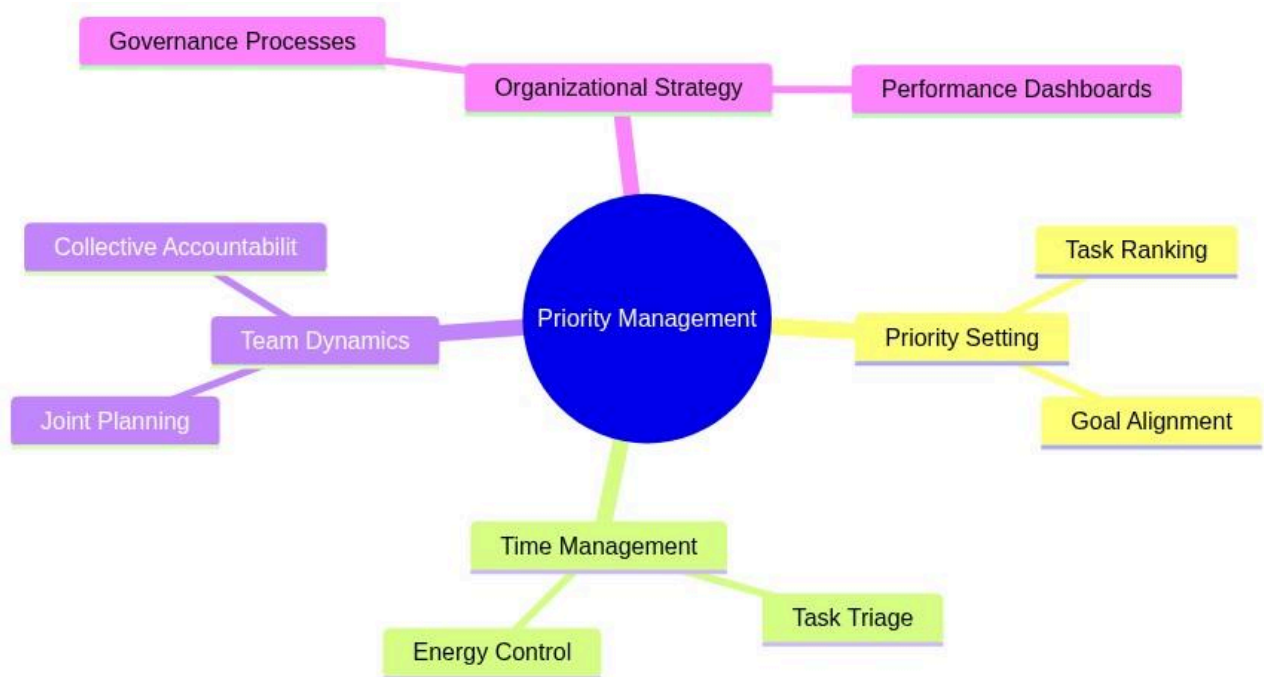 Governance Processes
Organizational Strategy
Performance Dashboards
Collective Accountabilit
Task Ranking
Priority Management
Team Dynamics
Priority Setting
Joint Planning
Goal Alignment
Time Management
Task Triage
Energy Control